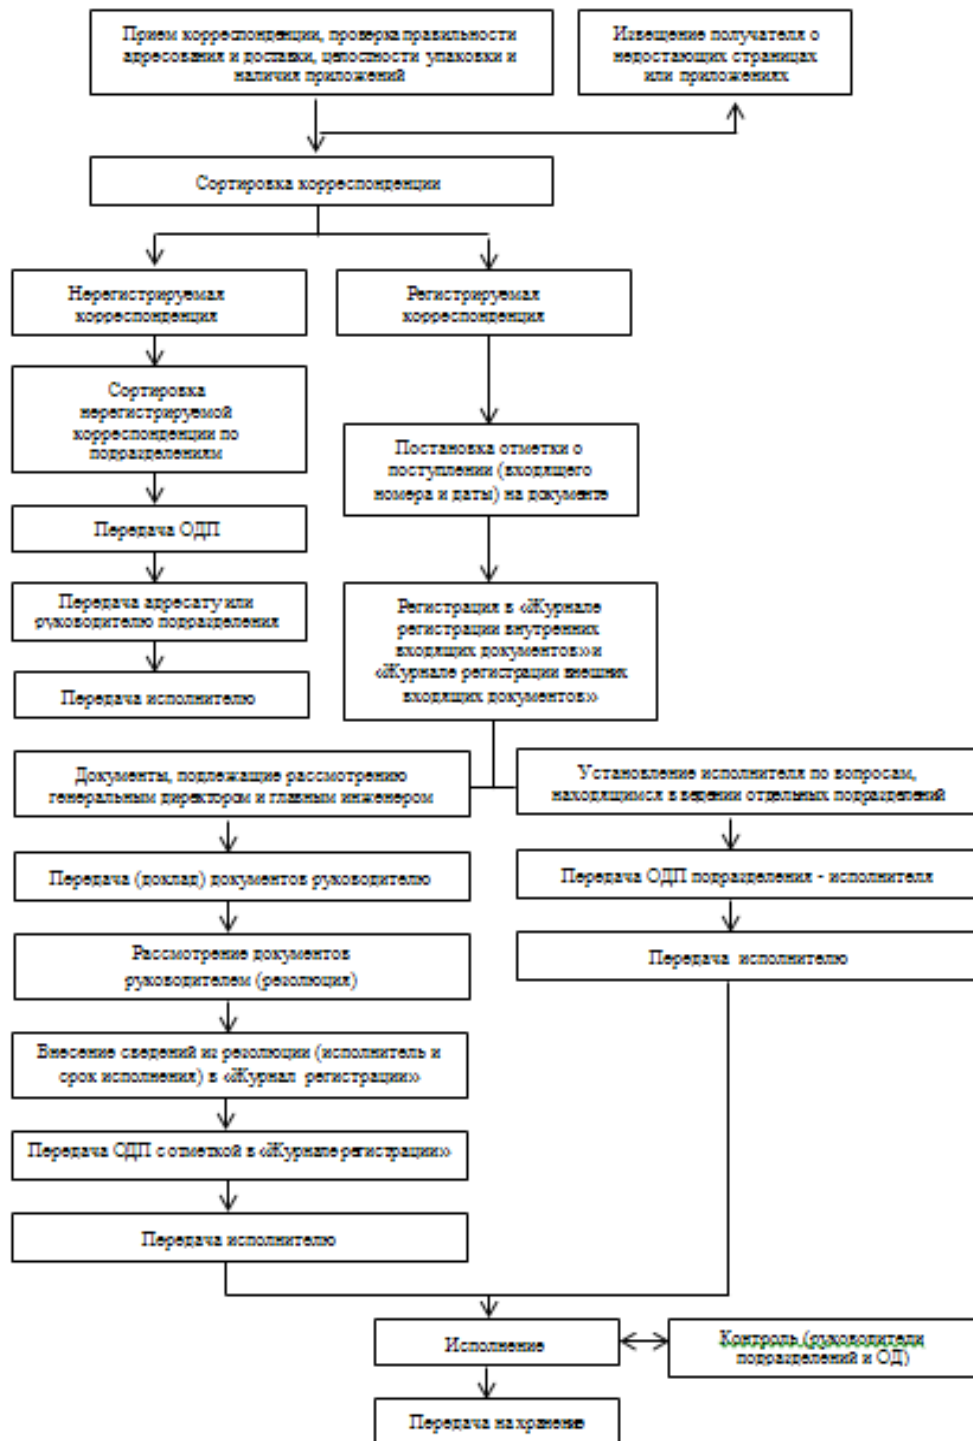 Прием корреспонденции, проверка правильности
адресования и доставки, целостности упаковки и
наличия приложений
Извещение получателя о
недостающих страницах
или приложениях
Сортировка корреспонденции
Нерегистрируемая
корреспонденция
Регистрируемая
корреспонденция
Сортировка
нерегистрируемой
корреспонденции по
подразделениям
Постановка отметки о
поступлении (входящего
номера и даты) на документе
Передача ОДП
Передача адресату или
руководителю подразделения
Передача исполнителю
Регистрация в «Журнале
регистрации внутренних
входящих документов» и
«Журнале регистрации внешних
входящих документов»
Документы, подлежащие рассмотрению
генеральным директором и главным инженером
Установление исполнителя по вопросам,
находящимся в ведении отдельных подразделений
Передача (доклад) документов руководителю
Передача ОДП подразделения - исполнителя
Рассмотрение документов
руководителем (резолюция)
Передача исполнителю
Внесение сведений из резолюции (исполнитель и
срок исполнения) в «Журнал регистрации»
Передача ОДП с отметкой в «Журнале регистрации»
Передача исполнителю
Исполнение
Контроль (руководители
подразделений и ОД)
Передача на хранение